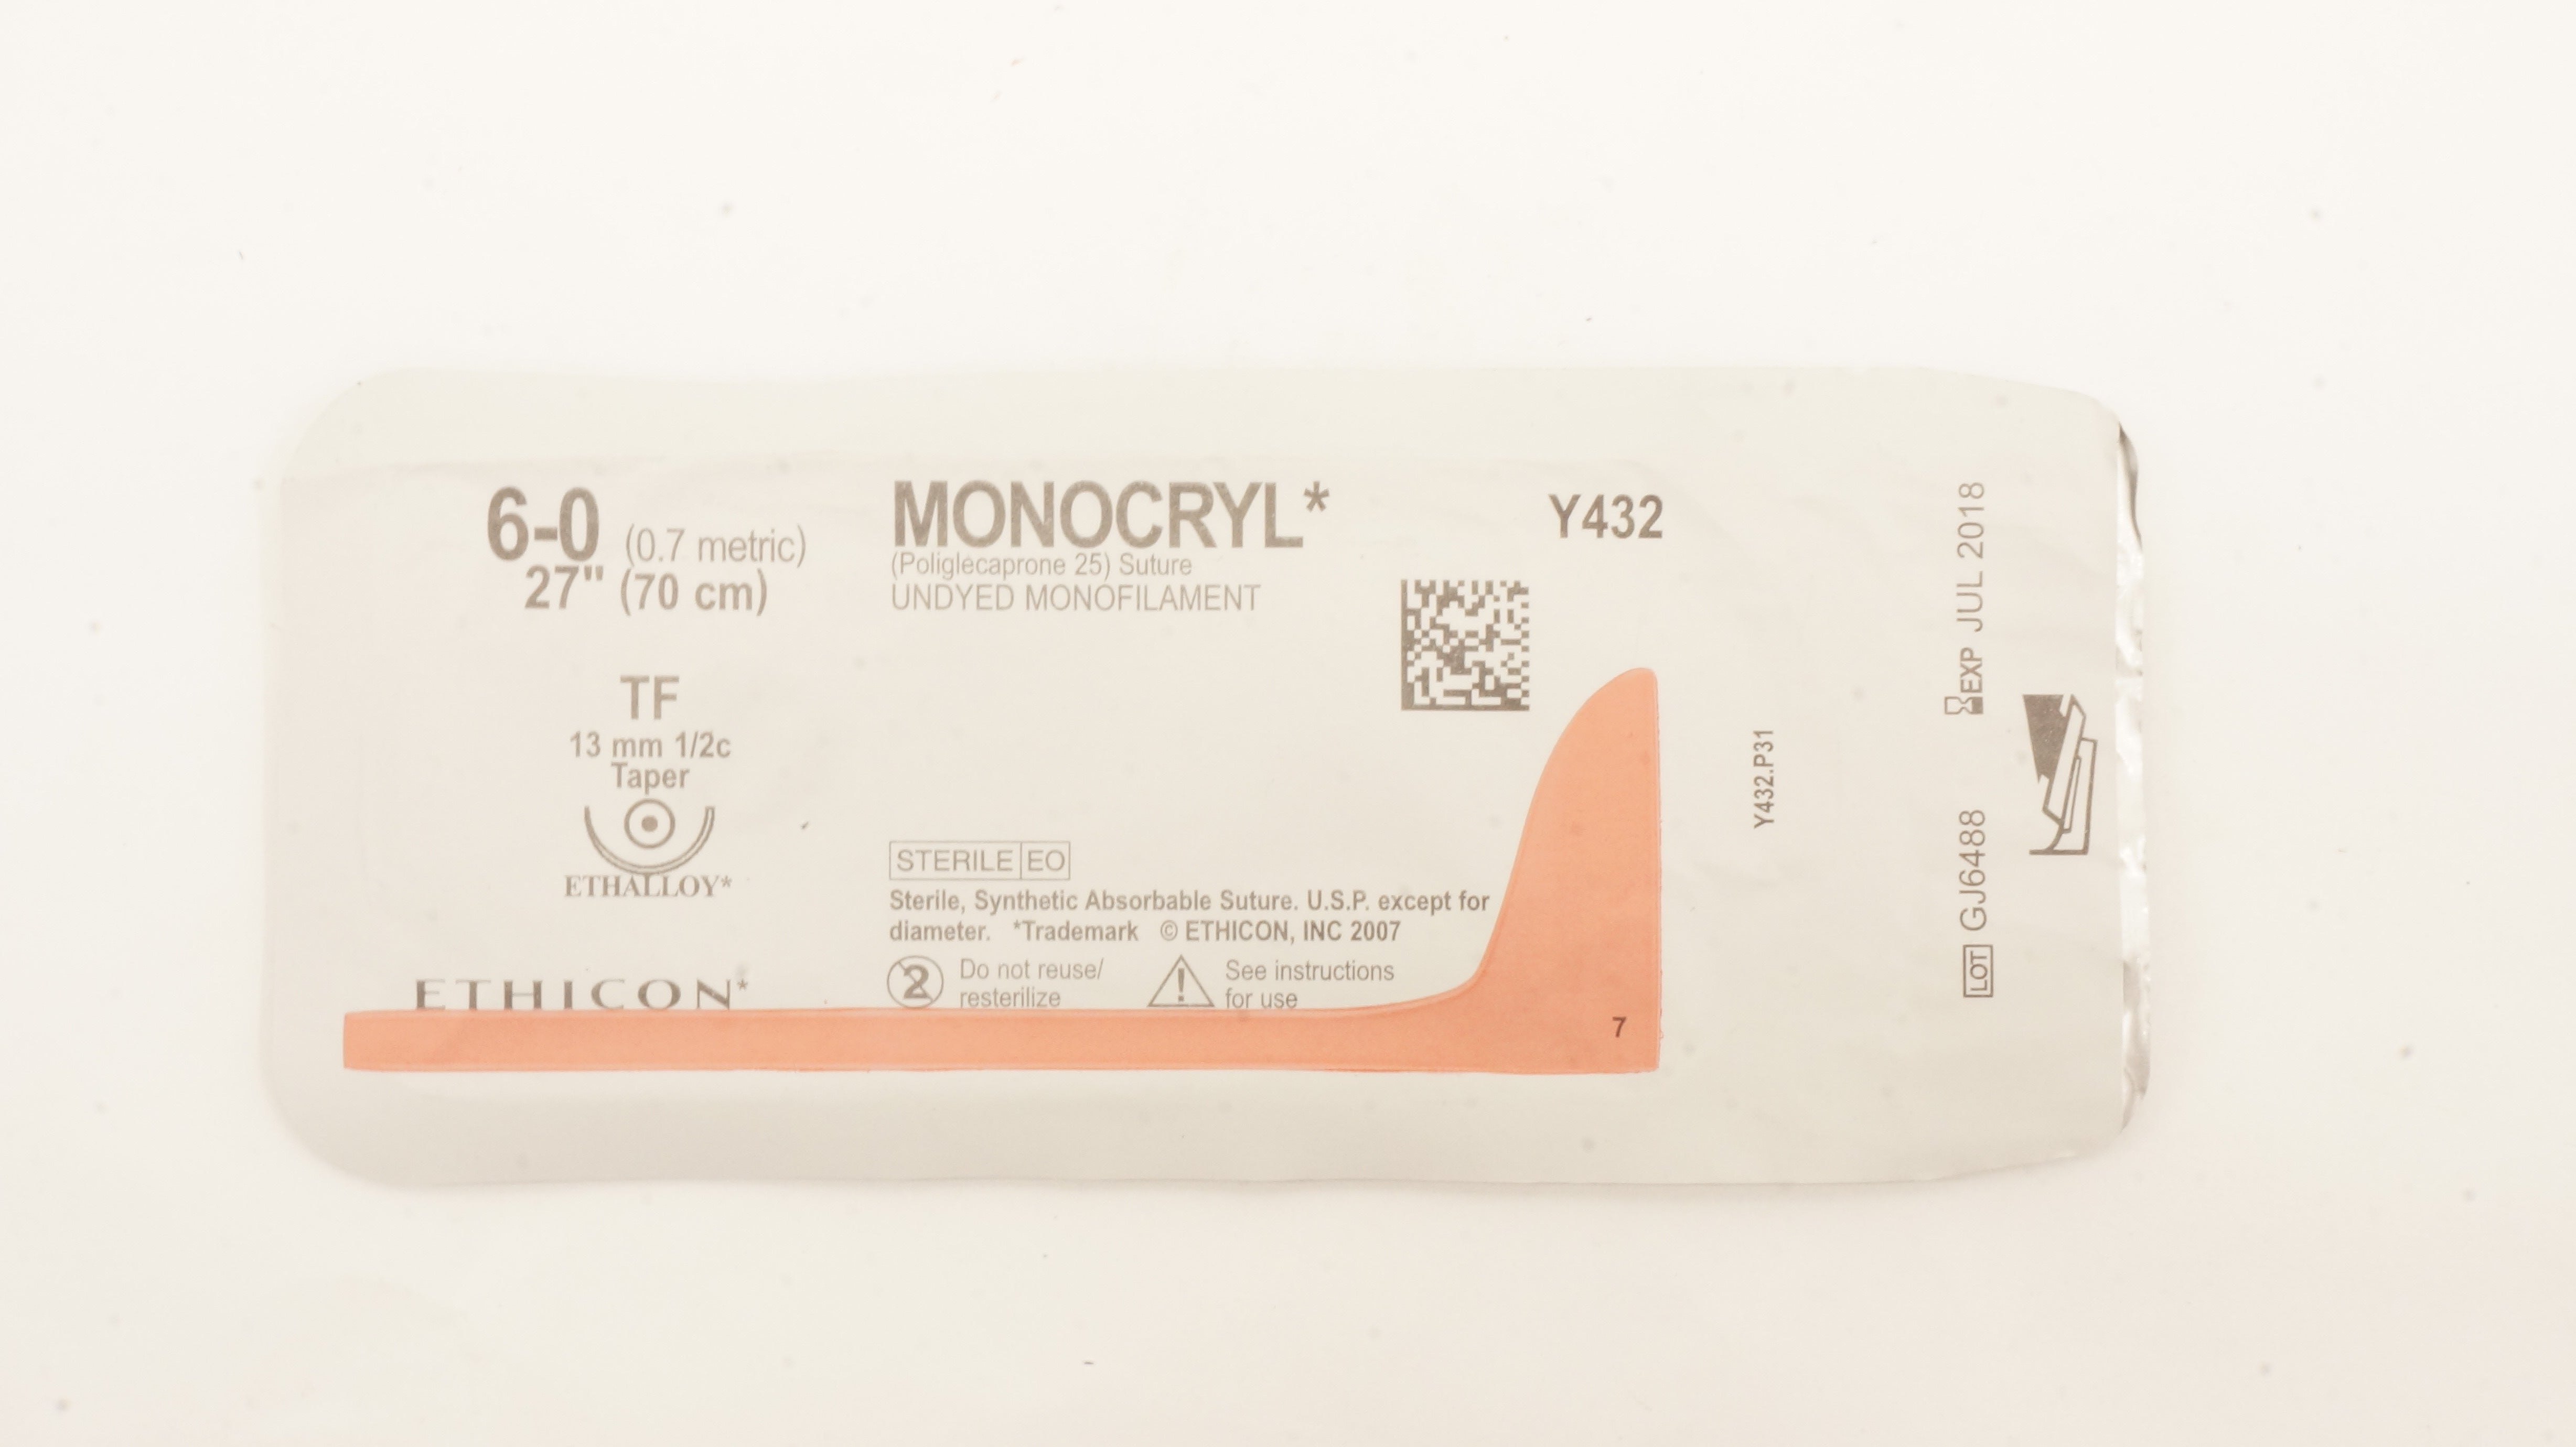 6-0 (0.7 metric)
27" (70 cm)
TF
13 mm 1/2c
Taper
ETHALLOY*
ETHICON*
MONOCRYL*
(Poliglecaprone 25) Suture
UNDYED MONOFILAMENT
STERILE EO
Sterile, Synthetic Absorbable Suture. U.S.P. except for
diameter. *Trademark © ETHICON, INC 2007
2 Do not reuse/
resterilize
! See instructions
for use
Y432
7
Y432.P31
EXP JUL 2018
LOT GJ6488